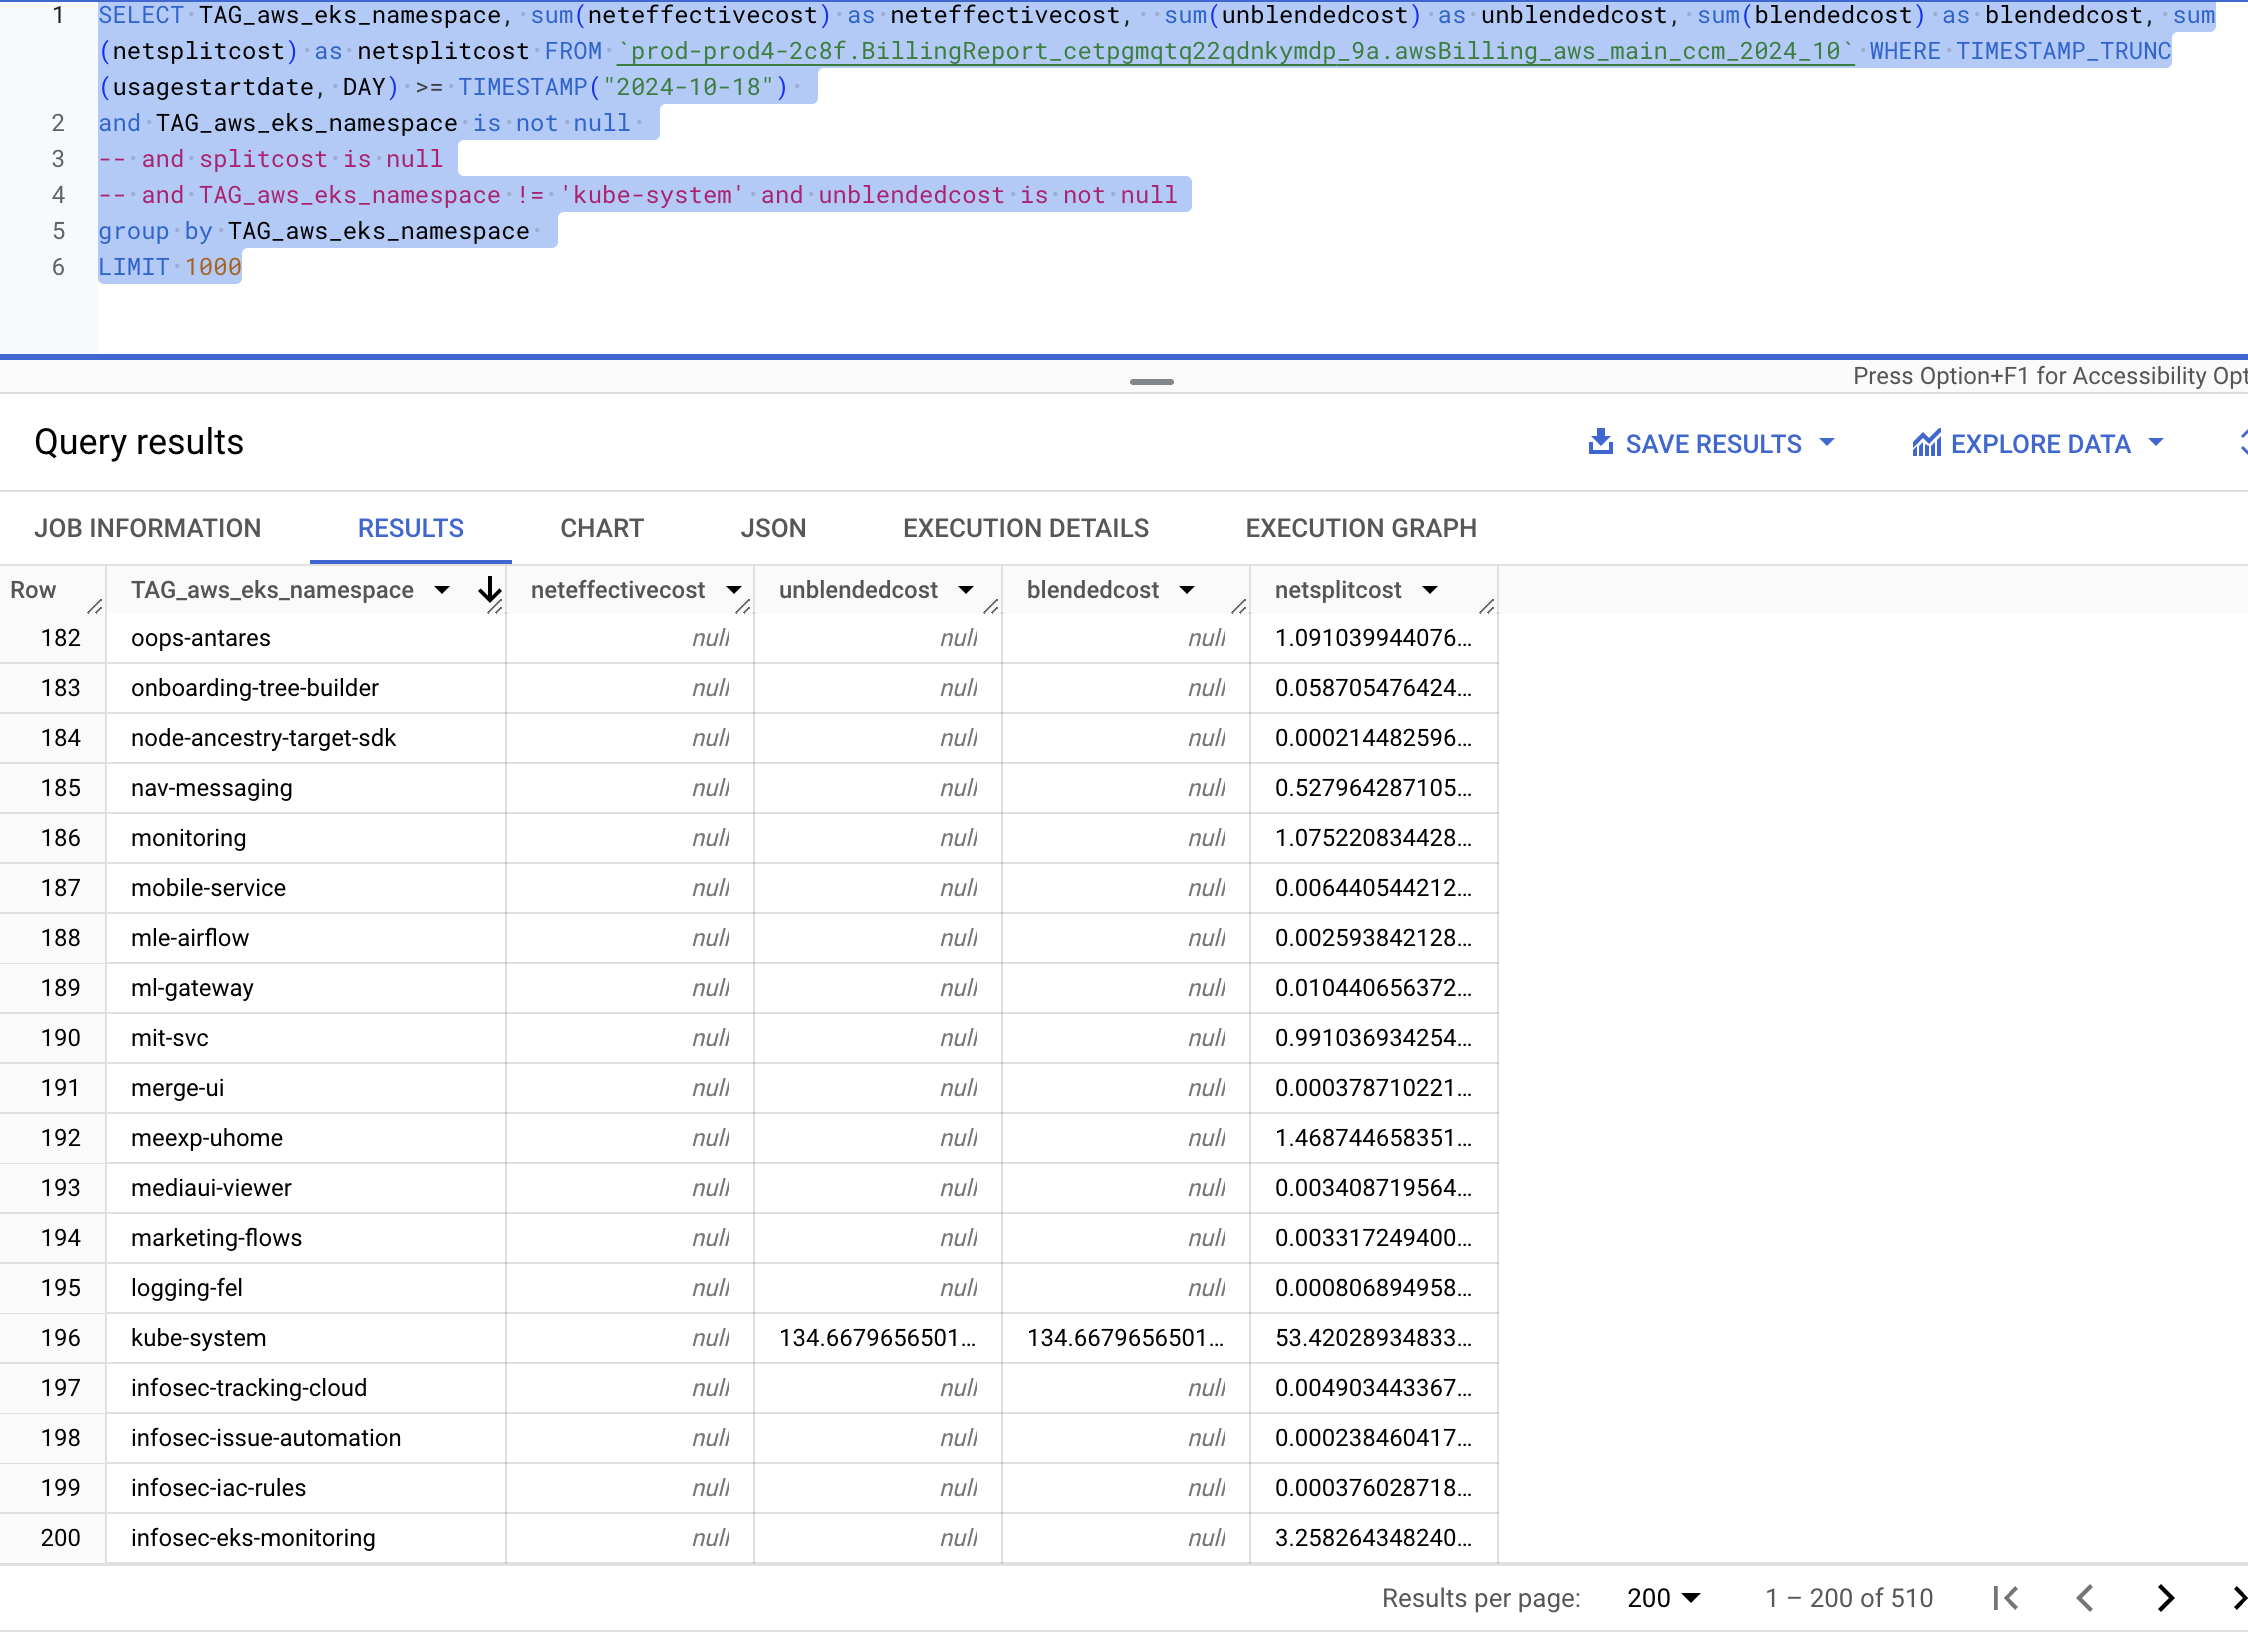 1 SELECT TAG_aws_eks_namespace, sum(neteffectivecost) as neteffectivecost,  sum(unblendedcost) as unblendedcost, sum(blendedcost) as blendedcost, sum
(netsplitcost) as netsplitcost FROM `prod-prod4-2c8f.BillingReport_cetpgmqtq22qdnkymdp_9a.awsBilling_aws_main_ccm_2024_10` WHERE TIMESTAMP_TRUNC
(usagestartdate, DAY) >= TIMESTAMP("2024-10-18")
2 and TAG_aws_eks_namespace is not null
3 -- and splitcost is null
4 -- and TAG_aws_eks_namespace != 'kube-system' and unblendedcost is not null
5 group by TAG_aws_eks_namespace
6 LIMIT 1000
Press Option+F1 for Accessibility Opt
Query results SAVE RESULTS EXPLORE DATA
JOB INFORMATION RESULTS CHART JSON EXECUTION DETAILS EXECUTION GRAPH
Row TAG_aws_eks_namespace neteffectivecost unblendedcost blendedcost netsplitcost
182 oops-antares null null null 1.091039944076...
183 onboarding-tree-builder null null null 0.058705476424...
184 node-ancestry-target-sdk null null null 0.000214482596...
185 nav-messaging null null null 0.527964287105...
186 monitoring null null null 1.075220834428...
187 mobile-service null null null 0.006440544212...
188 mle-airflow null null null 0.002593842128...
189 ml-gateway null null null 0.010440656372...
190 mit-svc null null null 0.991036934254...
191 merge-ui null null null 0.000378710221...
192 meexp-uhome null null null 1.468744658351...
193 mediaui-viewer null null null 0.003408719564...
194 marketing-flows null null null 0.003317249400...
195 logging-fel null null null 0.000806894958...
196 kube-system null 134.6679656501... 134.6679656501... 53.42028934833...
197 infosec-tracking-cloud null null null 0.004903443367...
198 infosec-issue-automation null null null 0.000238460417...
199 infosec-iac-rules null null null 0.000376028718...
200 infosec-eks-monitoring null null null 3.258264348240...
Results per page: 200 1 – 200 of 510